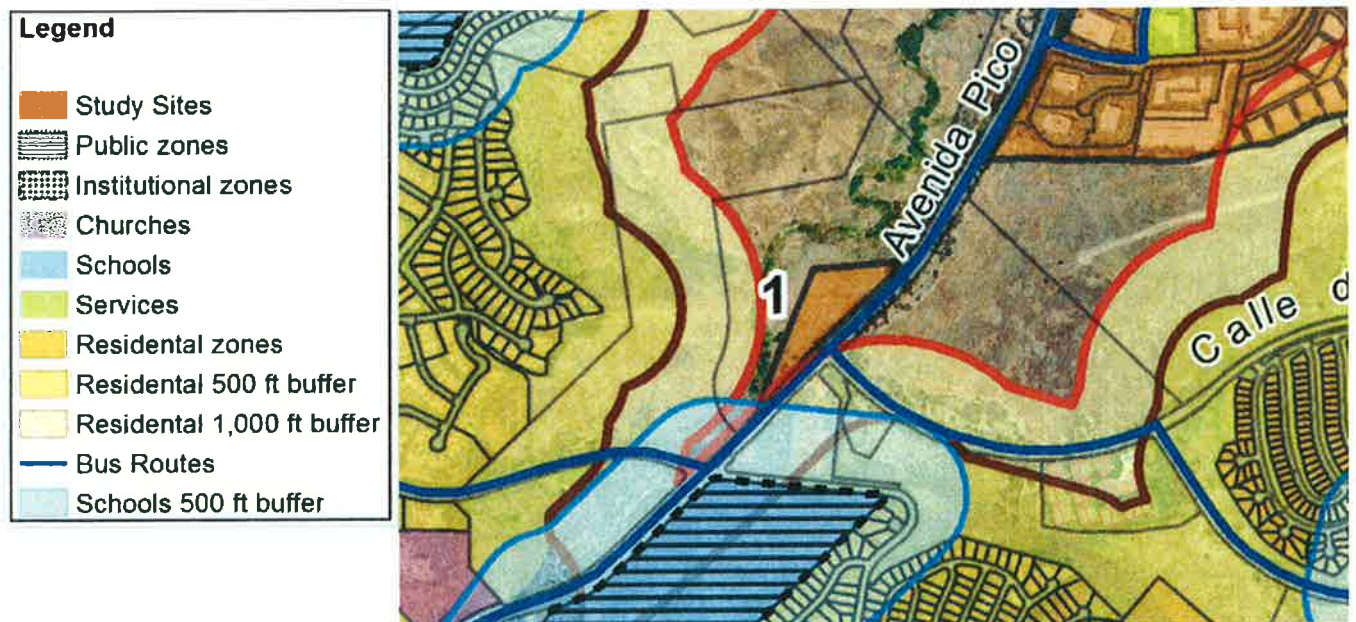 Legend
Study Sites
Public zones
Institutional zones
Churches
Schools
Services
Residental zones
Residental 500 ft buffer
Residental 1,000 ft buffer
Bus Routes
Schools 500 ft buffer
Avenida Pico
1
Calle d